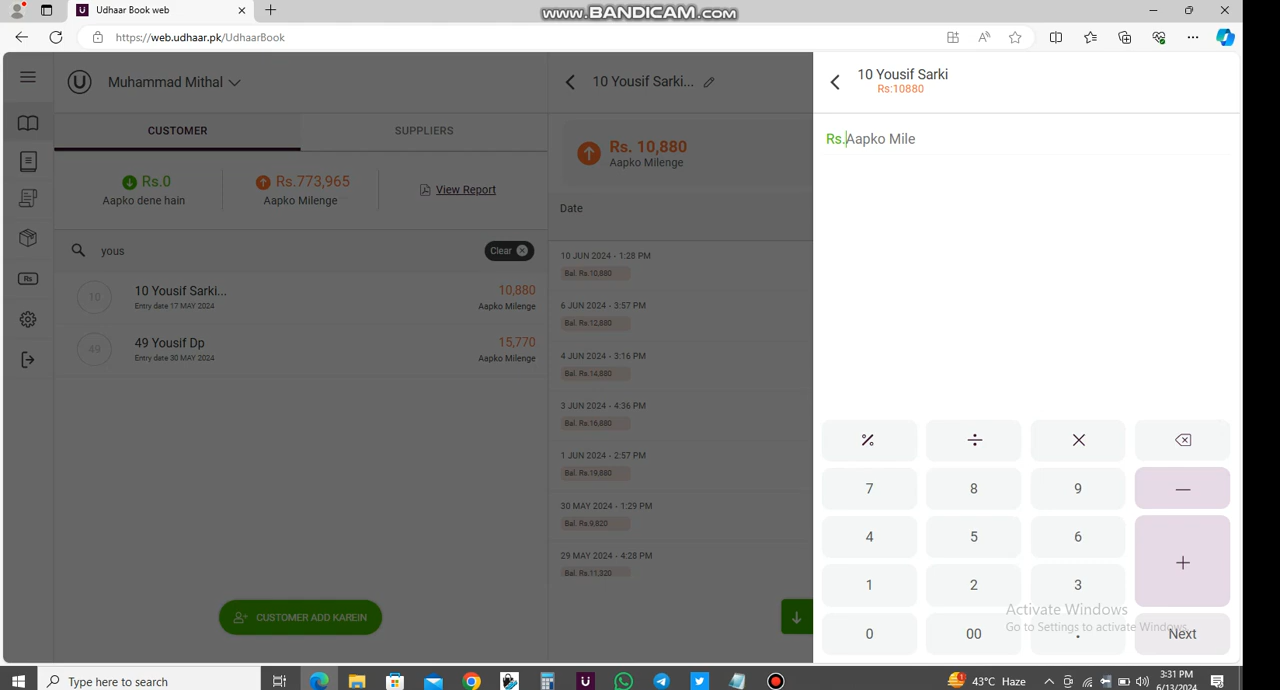 www.BANDICAM.com
Udhaar Book web
https://web.udhaar.pk/UdhaarBook
Muhammad Mithal
CUSTOMER
SUPPLIERS
Rs.0
Aapko dene hain
Rs.773,965
Aapko Milenge
View Report
yous
Clear
10
10 Yousif Sarki...
Entry date 17 MAY 2024
10,880
Aapko Milenge
49
49 Yousif Dp
Entry date 30 MAY 2024
15,770
Aapko Milenge
CUSTOMER ADD KAREIN
10 Yousif Sarki...
Rs. 10,880
Aapko Milenge
Date
10 JUN 2024 - 1:28 PM
Bal. Rs.10,880
6 JUN 2024 - 3:57 PM
Bal. Rs.12,880
4 JUN 2024 - 3:16 PM
Bal. Rs.14,880
3 JUN 2024 - 4:36 PM
Bal. Rs.16,880
1 JUN 2024 - 2:57 PM
Bal. Rs.19,880
30 MAY 2024 - 1:29 PM
Bal. Rs.9,820
29 MAY 2024 - 4:28 PM
Bal. Rs.11,320
10 Yousif Sarki
Rs:10880
Rs.Aapko Mile
% ÷ ×
7 8 9 —
4 5 6 +
1 2 3
0 00 . Next
Activate Windows
Go to Settings to activate Windows.
Type here to search
43°C Haze
3:31 PM
6/13/2024